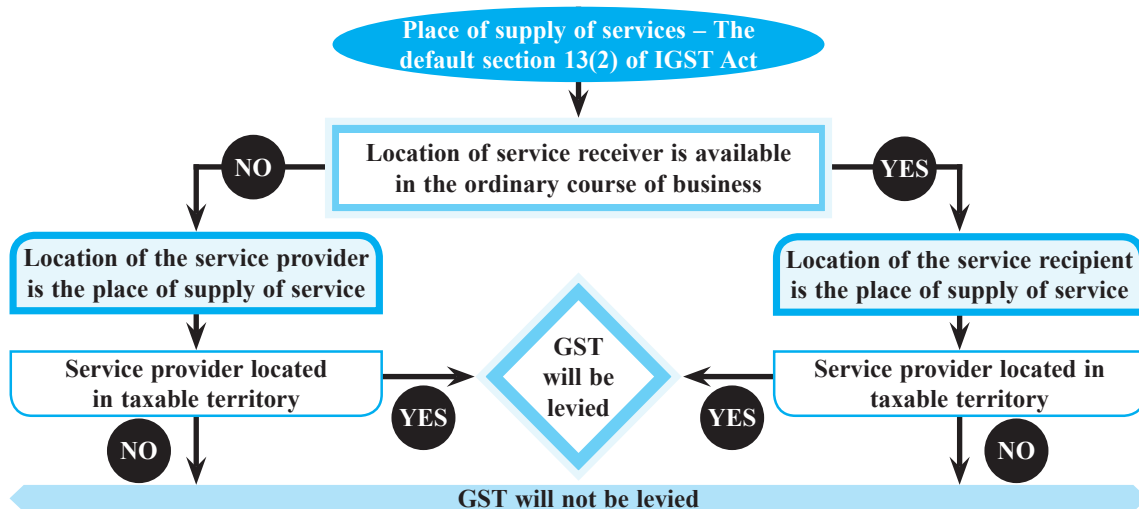 Place of supply of services – The
default section 13(2) of IGST Act
Location of service receiver is available
in the ordinary course of business
NO
YES
Location of the service provider
is the place of supply of service
Location of the service recipient
is the place of supply of service
GST
will be
levied
Service provider located
in taxable territory
Service provider located in
taxable territory
YES
YES
NO
NO
GST will not be levied